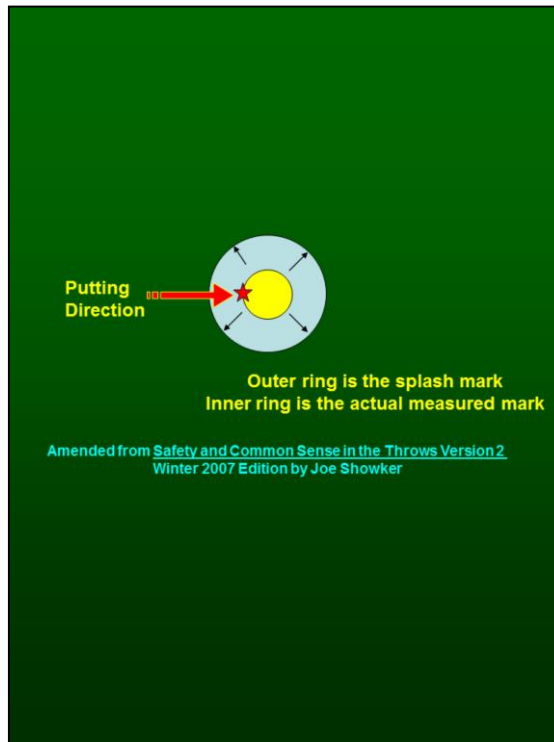 Putting
Direction
Outer ring is the splash mark
Inner ring is the actual measured mark
Amended from Safety and Common Sense in the Throws Version 2
Winter 2007 Edition by Joe Showker